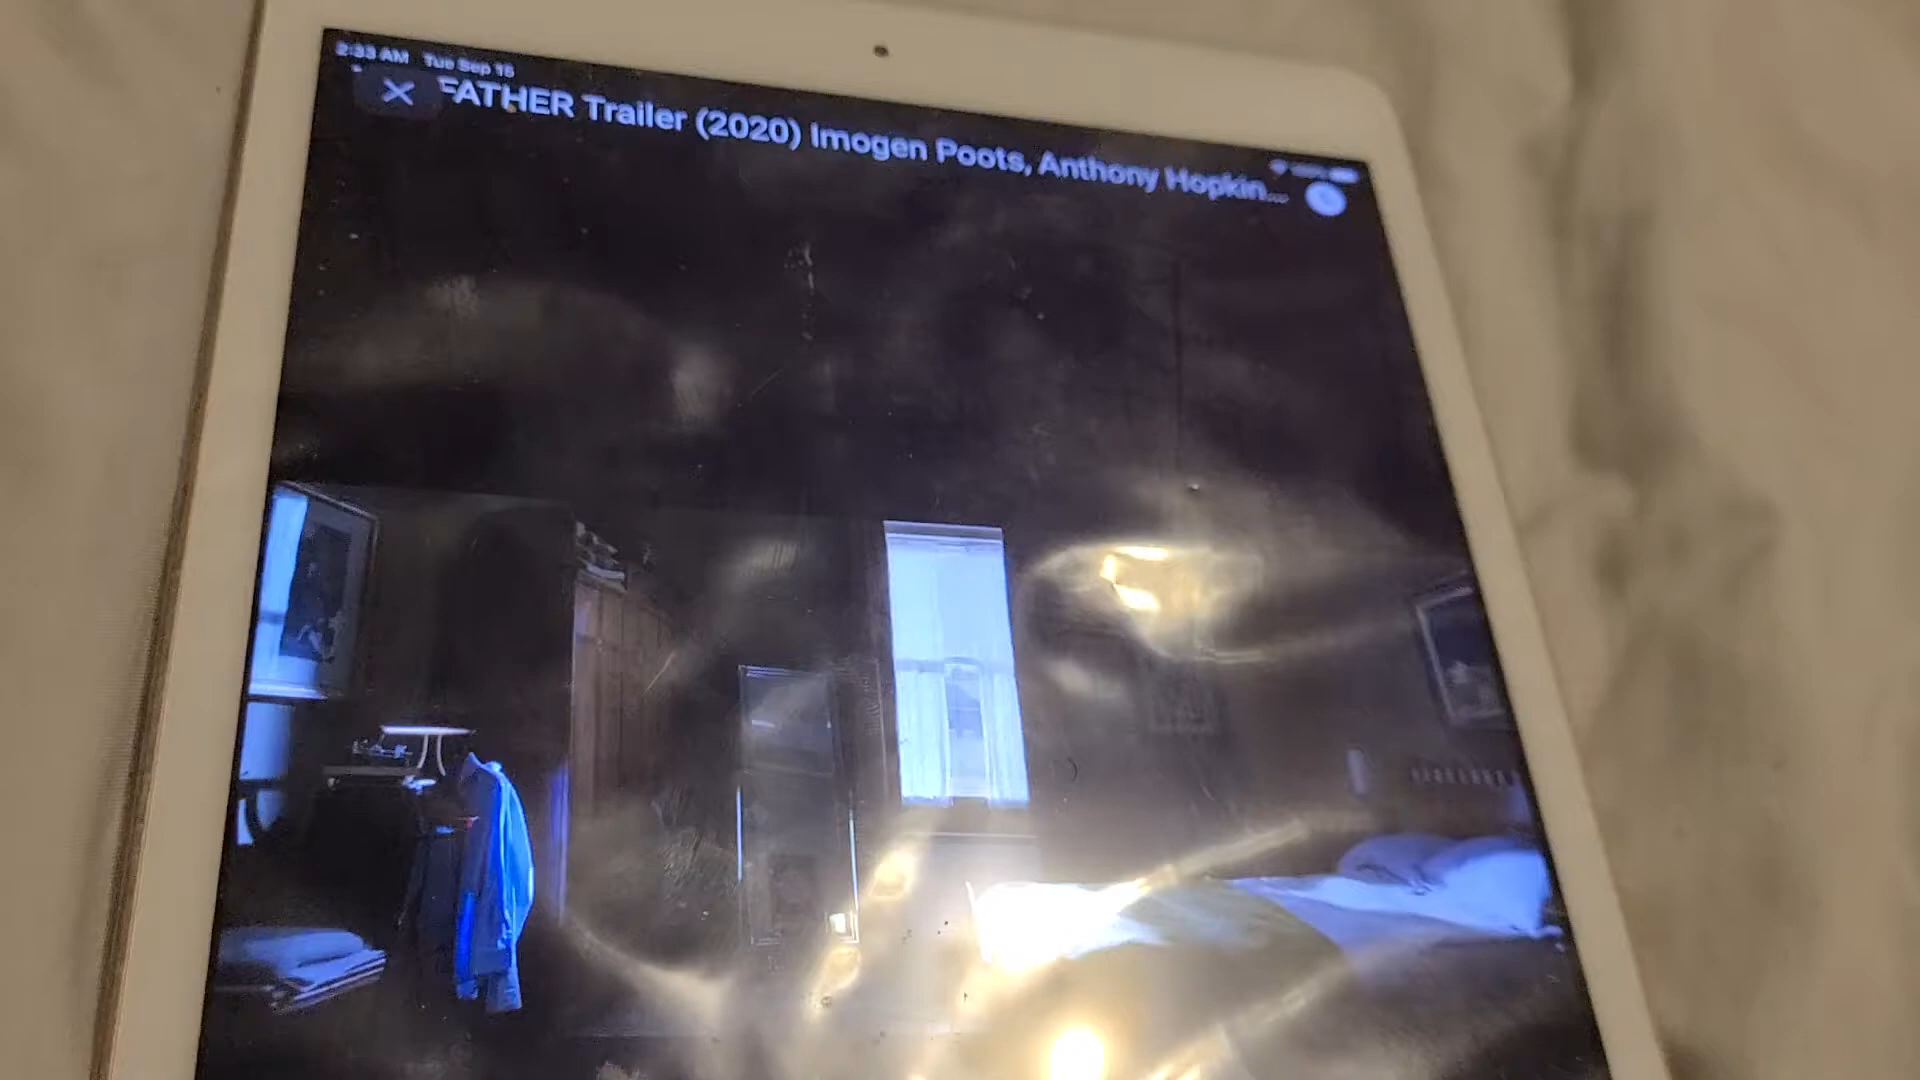 2:33 AM Tue Sep 15
FATHER Trailer (2020) Imogen Poots, Anthony Hopkin...